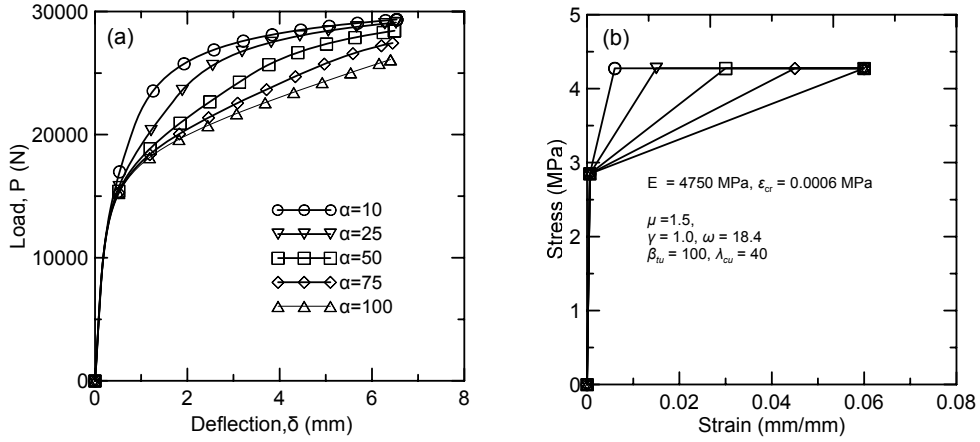 (a)
30000
20000
10000
0
Load, P (N)
α=10
α=25
α=50
α=75
α=100
0 2 4 6 8
Deflection,δ (mm)
(b)
5
4
3
2
1
0
Stress (MPa)
E = 4750 MPa, εcr = 0.0006 MPa
μ =1.5,
γ = 1.0, ω = 18.4
βtu = 100, λcu = 40
0 0.02 0.04 0.06 0.08
Strain (mm/mm)